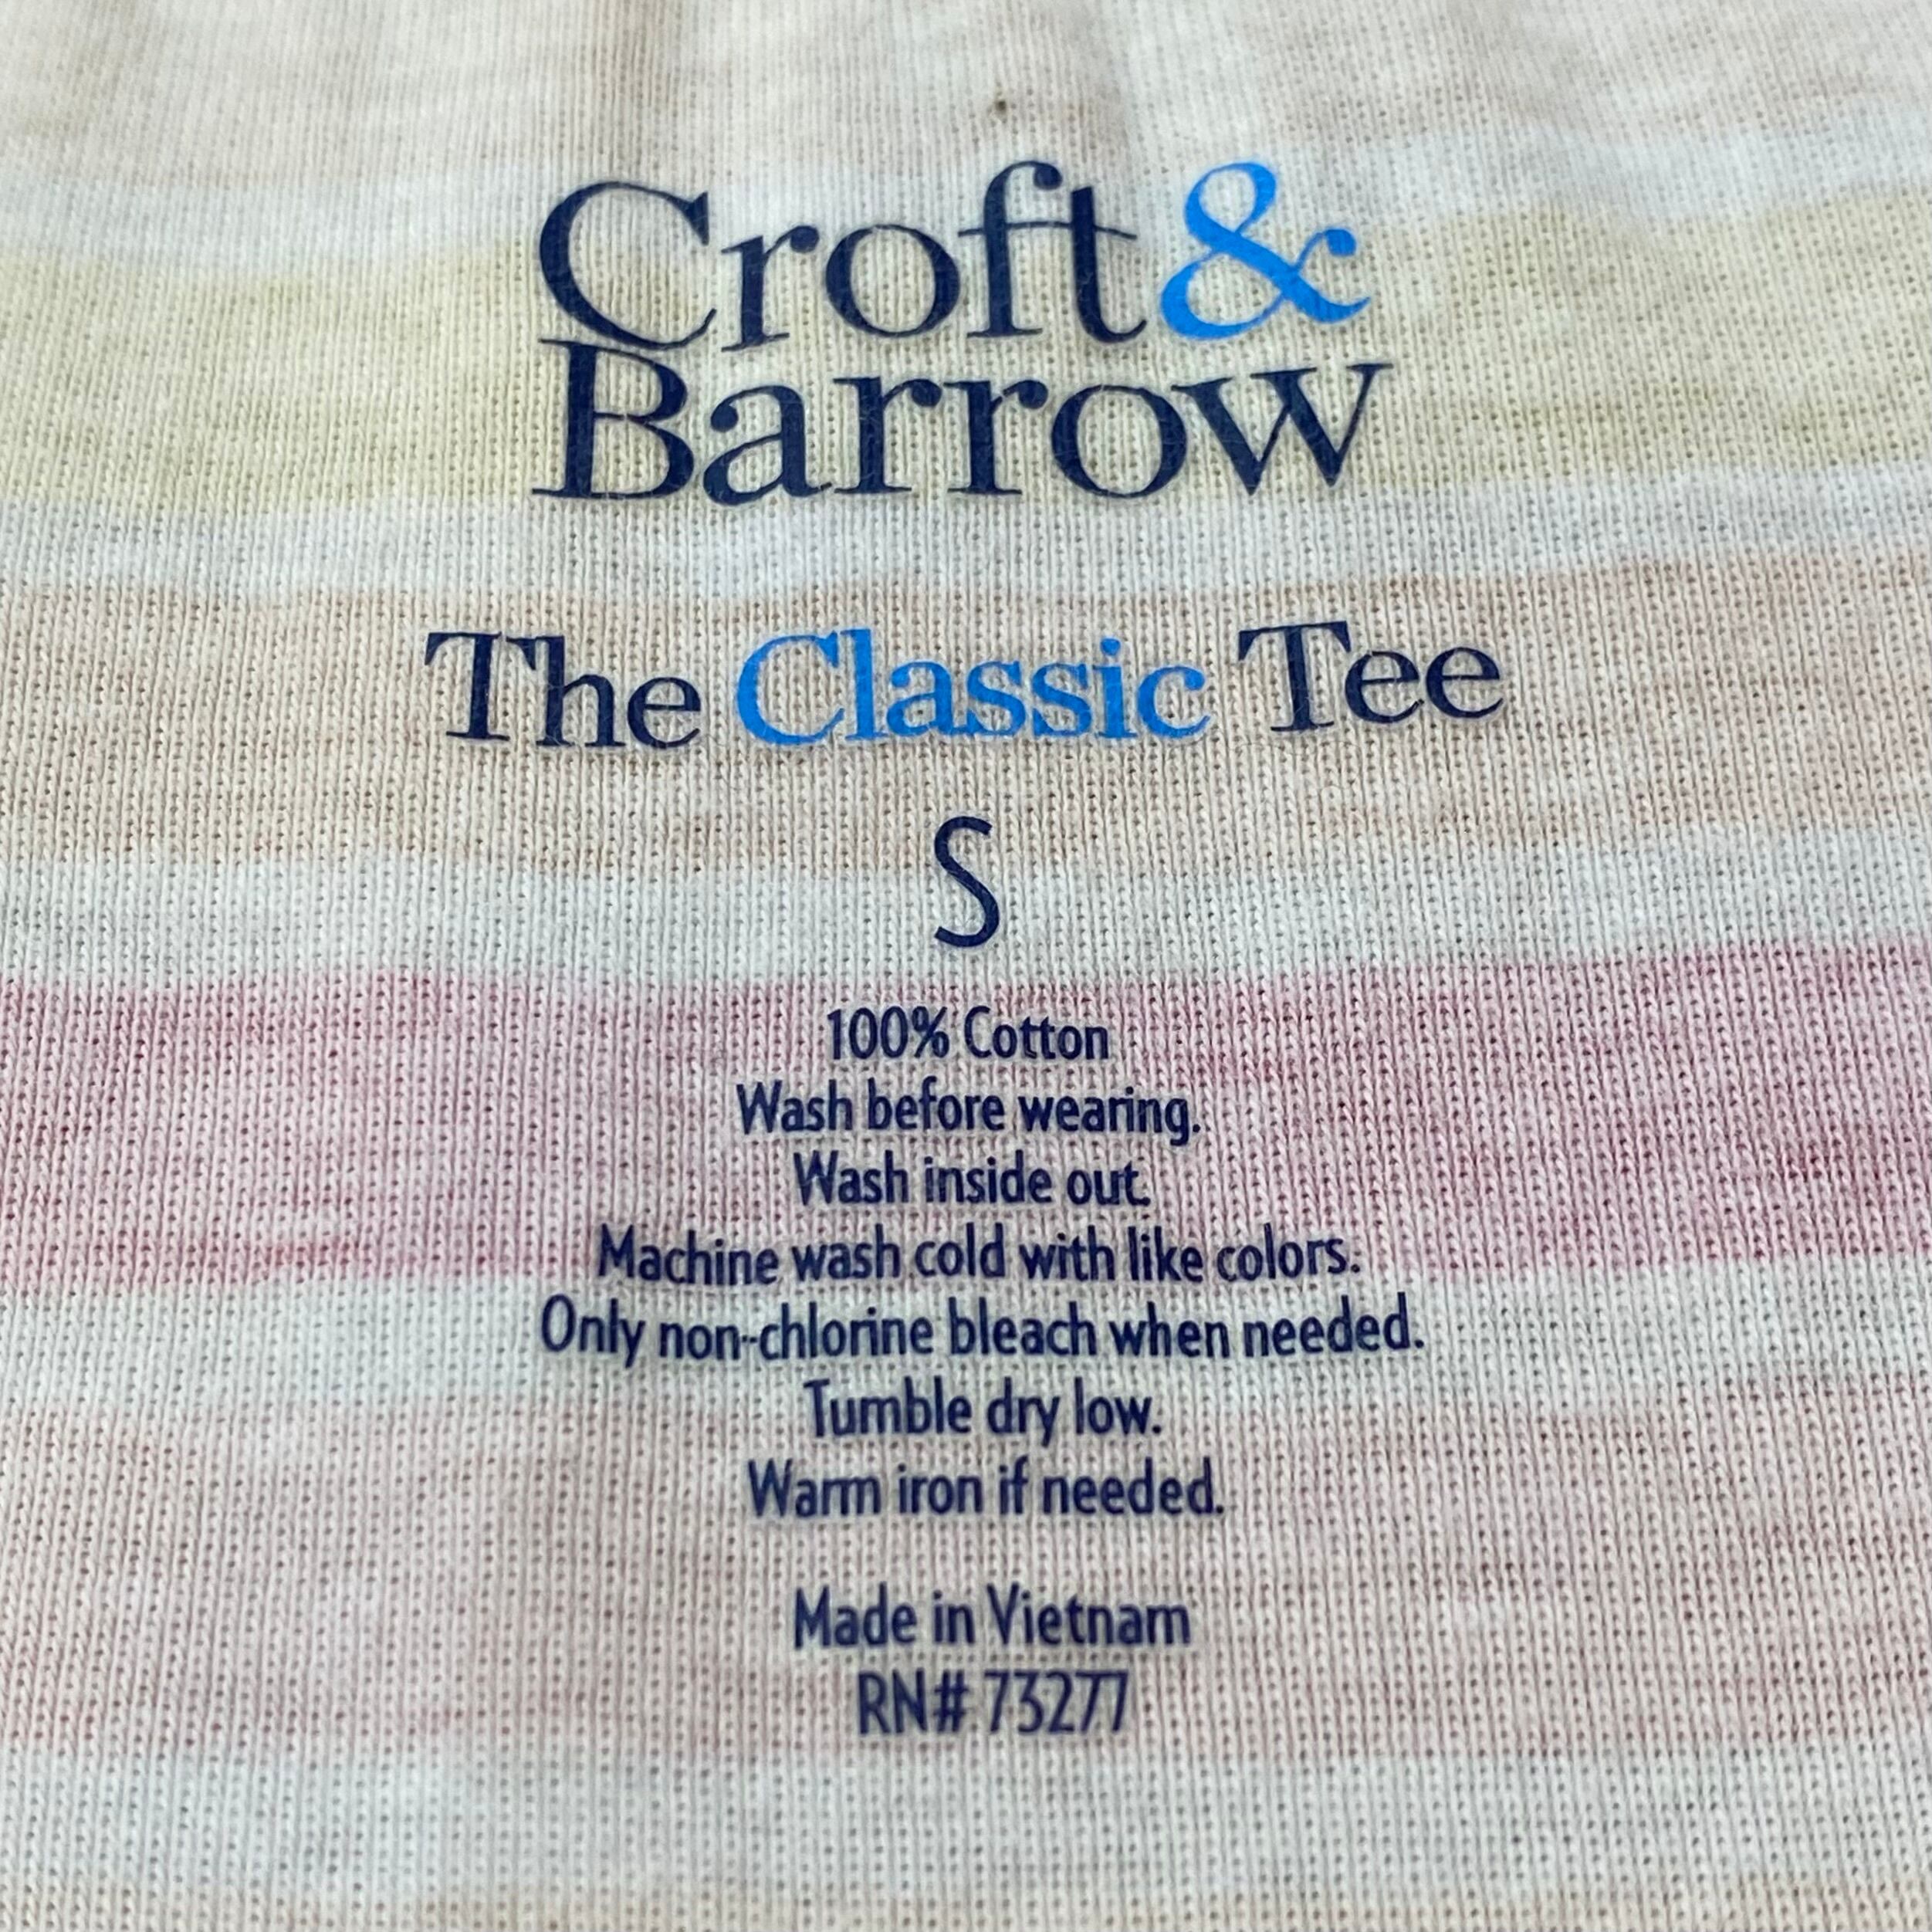 Croft &
Barrow
The Classic Tee
S
100% Cotton
Wash before wearing.
Wash inside out.
Machine wash cold with like colors.
Only non-chlorine bleach when needed.
Tumble dry low.
Warm iron if needed.
Made in Vietnam
RN# 73277